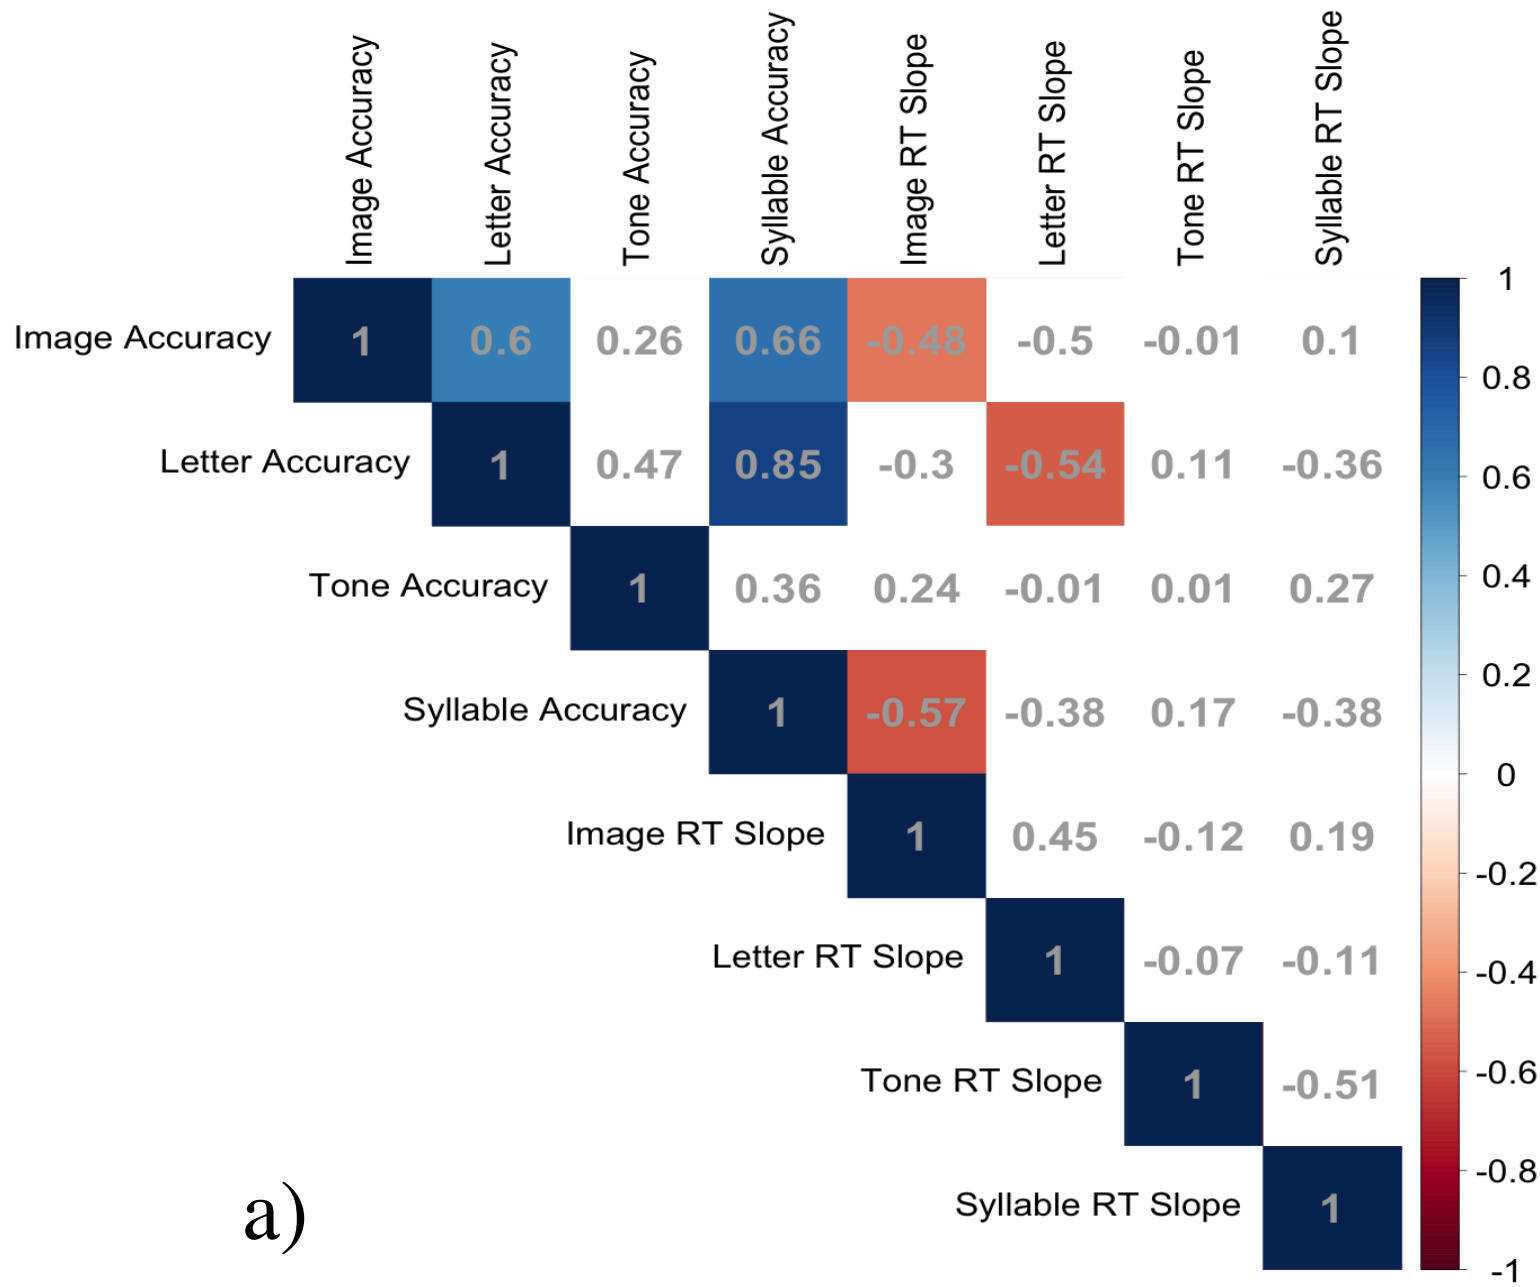 Image Accuracy Letter Accuracy Tone Accuracy Syllable Accuracy Image RT Slope Letter RT Slope Tone RT Slope Syllable RT Slope
Image Accuracy 1 0.6 0.26 0.66 -0.48 -0.5 -0.01 0.1
Letter Accuracy 1 0.47 0.85 -0.3 -0.54 0.11 -0.36
Tone Accuracy 1 0.36 0.24 -0.01 0.01 0.27
Syllable Accuracy 1 -0.57 -0.38 0.17 -0.38
Image RT Slope 1 0.45 -0.12 0.19
Letter RT Slope 1 -0.07 -0.11
Tone RT Slope 1 -0.51
Syllable RT Slope 1
1
0.8
0.6
0.4
0.2
0
-0.2
-0.4
-0.6
-0.8
-1
a)